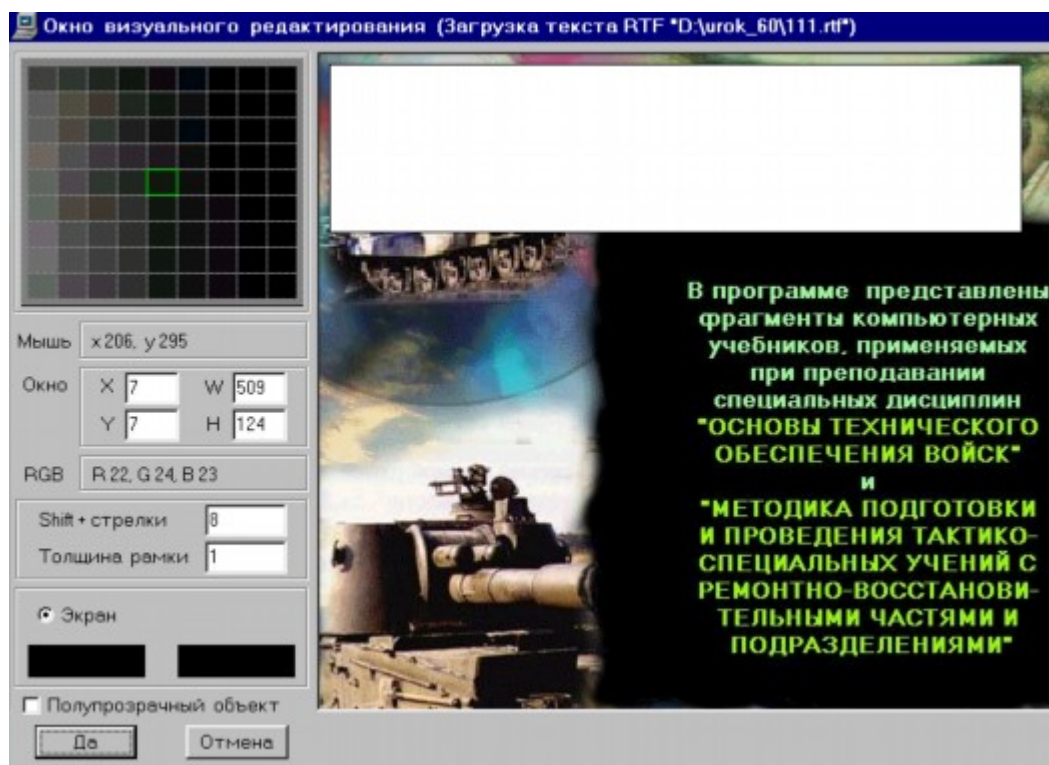 Окно визуального редактирования (Загрузка текста RTF "D:\urok_60\111.rtf")
Мышь x 206, y 295
Окно X 7 W 509
Y 7 H 124
RGB R 22, G 24, B 23
Shift + стрелки 8
Толщина рамки 1
Экран
Полупрозрачный объект
Да Отмена
В программе представлены
фрагменты компьютерных
учебников, применяемых
при преподавании
специальных дисциплин
"ОСНОВЫ ТЕХНИЧЕСКОГО
ОБЕСПЕЧЕНИЯ ВОЙСК"
и
"МЕТОДИКА ПОДГОТОВКИ
И ПРОВЕДЕНИЯ ТАКТИКО-
СПЕЦИАЛЬНЫХ УЧЕНИЙ С
РЕМОНТНО-ВОССТАНОВИ-
ТЕЛЬНЫМИ ЧАСТЯМИ И
ПОДРАЗДЕЛЕНИЯМИ"